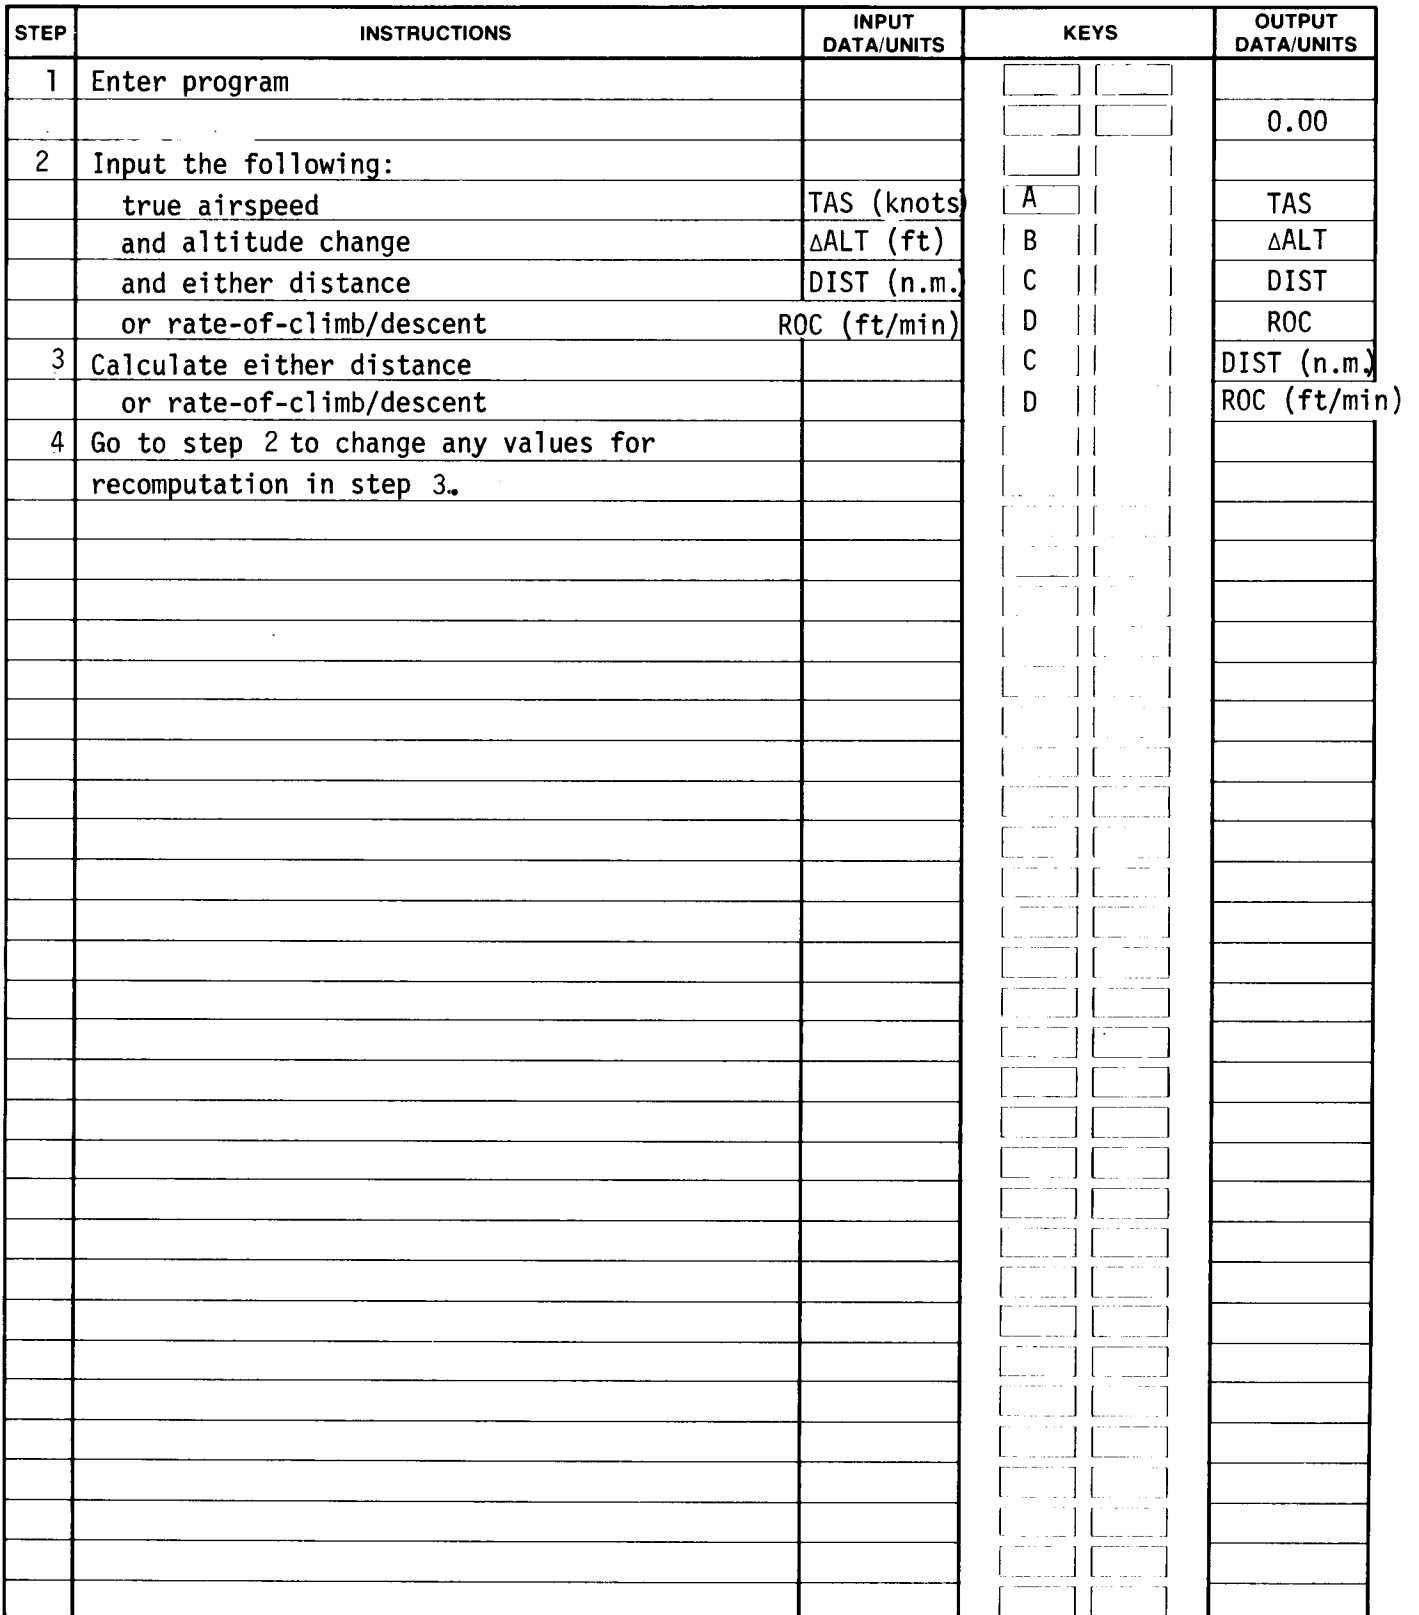 STEP INSTRUCTIONS INPUT DATA/UNITS KEYS OUTPUT DATA/UNITS
1 Enter program
0.00
2 Input the following:
true airspeed TAS (knots) A TAS
and altitude change ΔALT (ft) B ΔALT
and either distance DIST (n.m.) C DIST
or rate-of-climb/descent ROC (ft/min) D ROC
3 Calculate either distance C DIST (n.m.)
or rate-of-climb/descent D ROC (ft/min)
4 Go to step 2 to change any values for
recomputation in step 3.